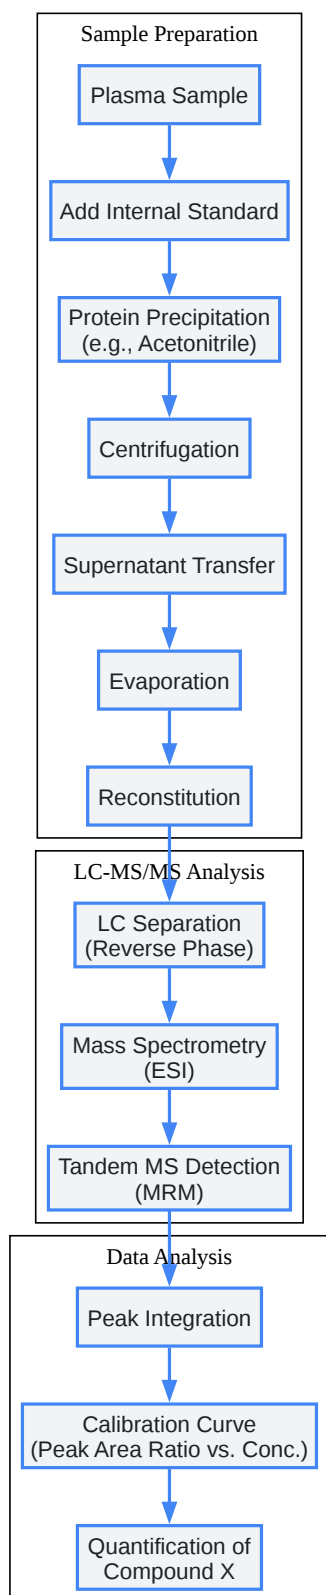 Sample Preparation
Plasma Sample
Add Internal Standard
Protein Precipitation
(e.g., Acetonitrile)
Centrifugation
Supernatant Transfer
Evaporation
Reconstitution
LC-MS/MS Analysis
LC Separation
(Reverse Phase)
Mass Spectrometry
(ESI)
Tandem MS Detection
(MRM)
Data Analysis
Peak Integration
Calibration Curve
(Peak Area Ratio vs. Conc.)
Quantification of
Compound X